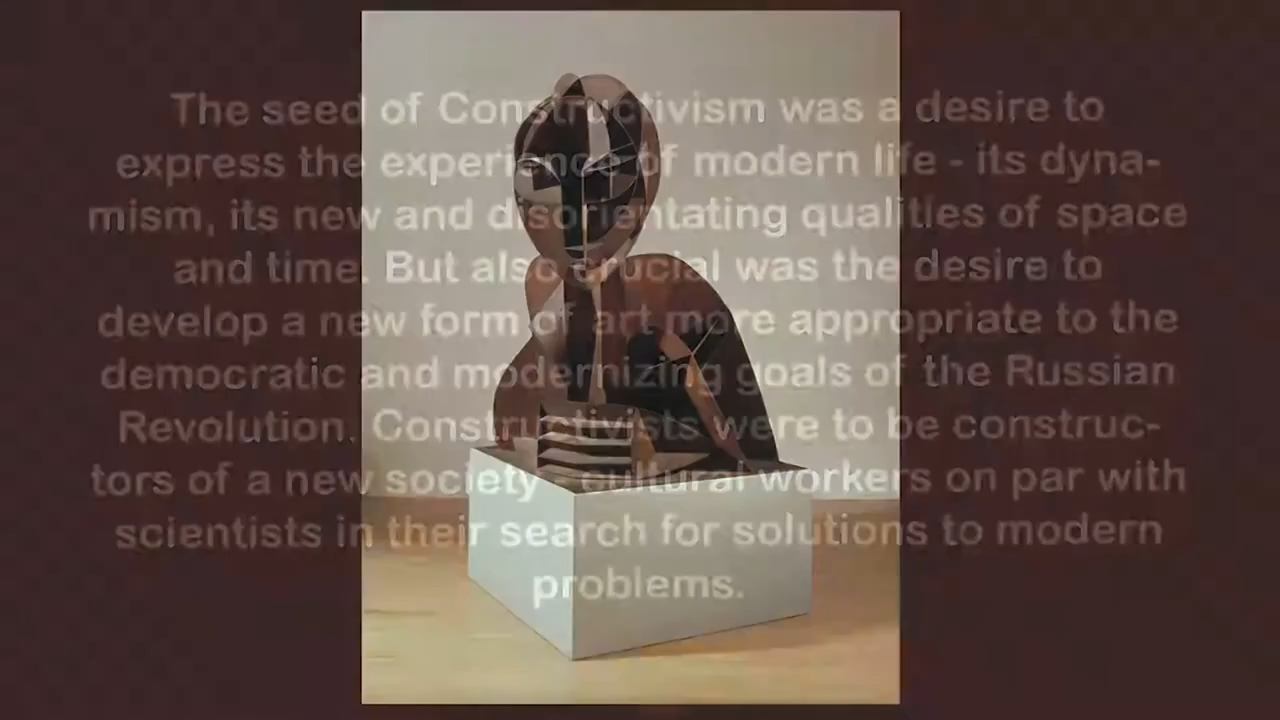 The seed of Constructivism was a desire to
express the experience of modern life - its dyna-
mism, its new and disorientating qualities of space
and time. But also crucial was the desire to
develop a new form of art more appropriate to the
democratic and modernizing goals of the Russian
Revolution. Constructivists were to be construc-
tors of a new society - cultural workers on par with
scientists in their search for solutions to modern
problems.